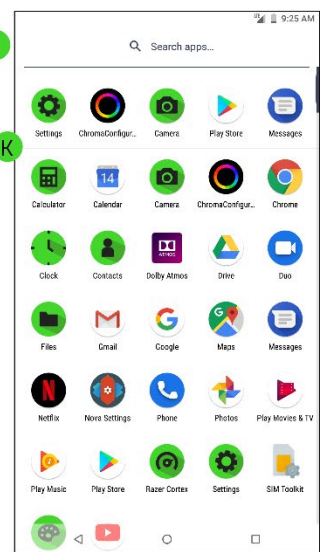 LTE 9:25 AM
Search apps...
Settings ChromaConfigur... Camera Play Store Messages
K
14
Calculator Calendar Camera ChromaConfigur... Chrome
DOLBY
ATMOS
Clock Contacts Dolby Atmos Drive Duo
G
Files Gmail Google Maps Messages
N
Netflix Nova Settings Phone Photos Play Movies & TV
Play Music Play Store Razer Cortex Settings SIM Toolkit